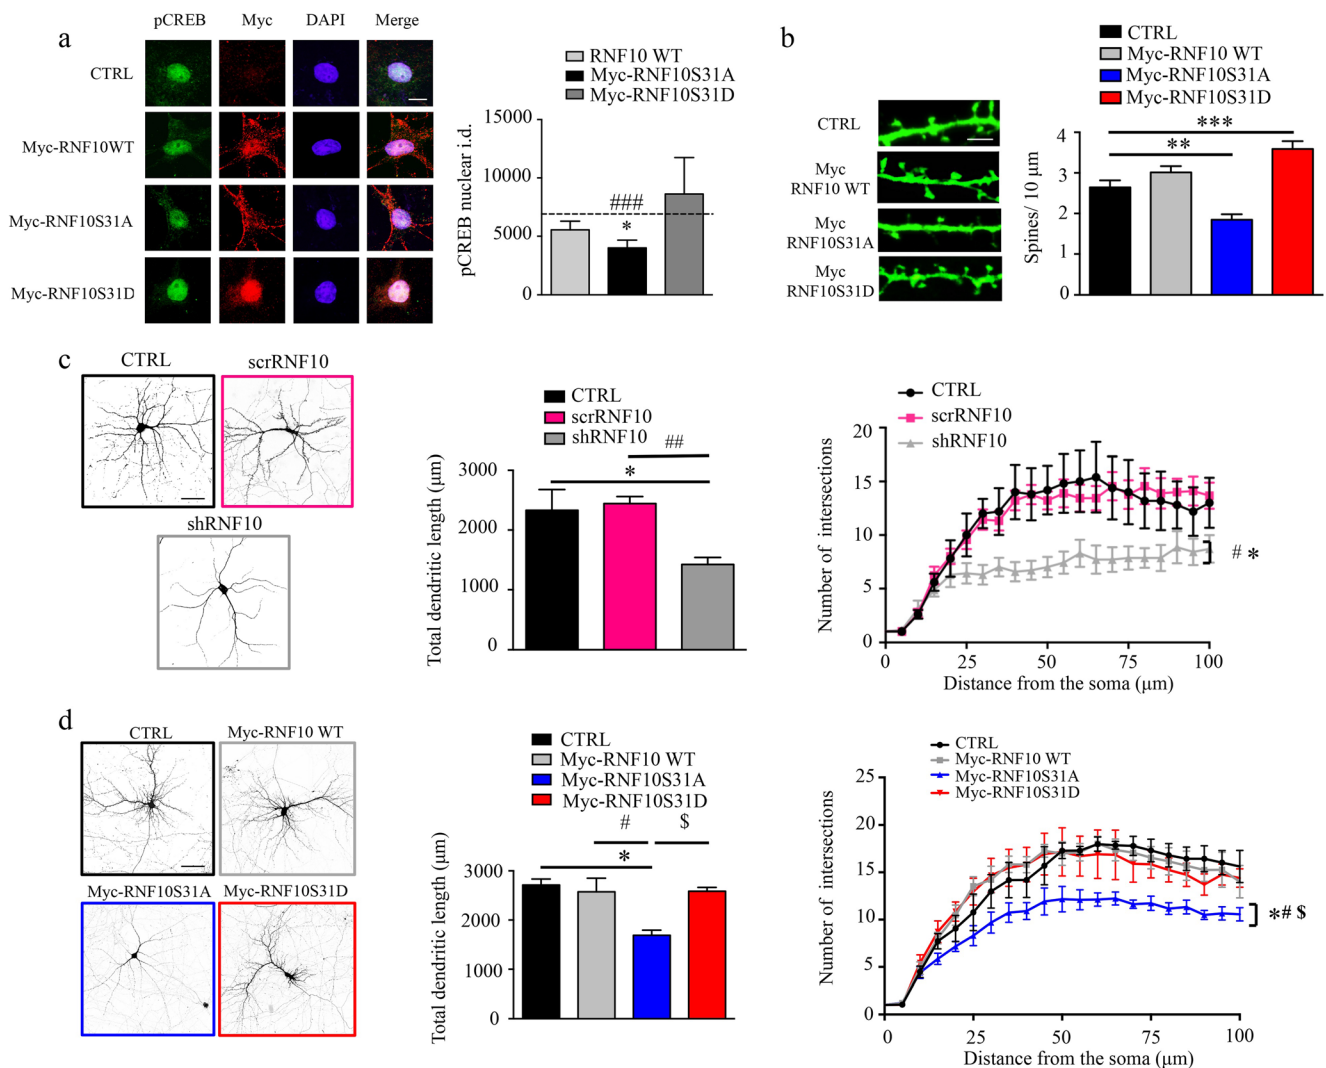 a
pCREB Myc DAPI Merge
CTRL
Myc-RNF10WT
Myc-RNF10S31A
Myc-RNF10S31D
RNF10 WT
Myc-RNF10S31A
Myc-RNF10S31D
pCREB nuclear i.d.
15000
10000
5000
0
###
*
b
CTRL
Myc
RNF10 WT
Myc
RNF10S31A
Myc
RNF10S31D
CTRL
Myc-RNF10 WT
Myc-RNF10S31A
Myc-RNF10S31D
Spines/ 10 µm
4
3
2
1
0
***
**
c
CTRL scrRNF10
shRNF10
CTRL
scrRNF10
shRNF10
##
*
Total dendritic length (µm)
3000
2000
1000
0
CTRL
scrRNF10
shRNF10
Number of intersections
20
15
10
5
0
# *
0 25 50 75 100
Distance from the soma (µm)
d
CTRL Myc-RNF10 WT
Myc-RNF10S31A Myc-RNF10S31D
CTRL
Myc-RNF10 WT
Myc-RNF10S31A
Myc-RNF10S31D
# $
*
Total dendritic length (µm)
3000
2000
1000
0
CTRL
Myc-RNF10 WT
Myc-RNF10S31A
Myc-RNF10S31D
Number of intersections
25
20
15
10
5
0
*# $
0 25 50 75 100
Distance from the soma (µm)